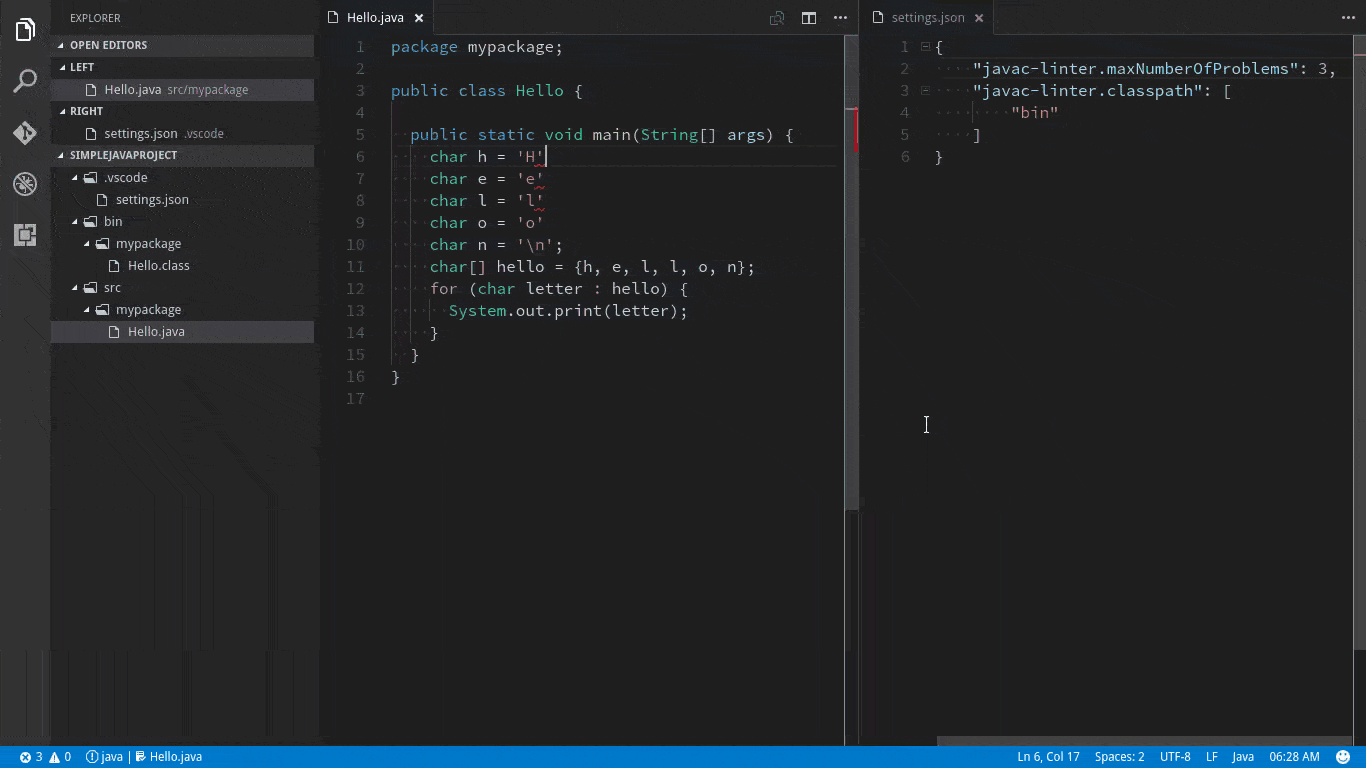 EXPLORER
OPEN EDITORS
LEFT
Hello.java src/mypackage
RIGHT
settings.json .vscode
SIMPLEJAVAPROJECT
.vscode
settings.json
bin
mypackage
Hello.class
src
mypackage
Hello.java
Hello.java ×
1 package mypackage;
2
3 public class Hello {
4
5 public static void main(String[] args) {
6 char h = 'H'
7 char e = 'e'
8 char l = 'l'
9 char o = 'o'
10 char n = '\n';
11 char[] hello = {h, e, l, l, o, n};
12 for (char letter : hello) {
13 System.out.print(letter);
14 }
15 }
16 }
17
settings.json ×
1 {
2 "javac-linter.maxNumberOfProblems": 3,
3 "javac-linter.classpath": [
4 "bin"
5 ]
6 }
3 0 java | Hello.java Ln 6, Col 17 Spaces: 2 UTF-8 LF Java 06:28 AM